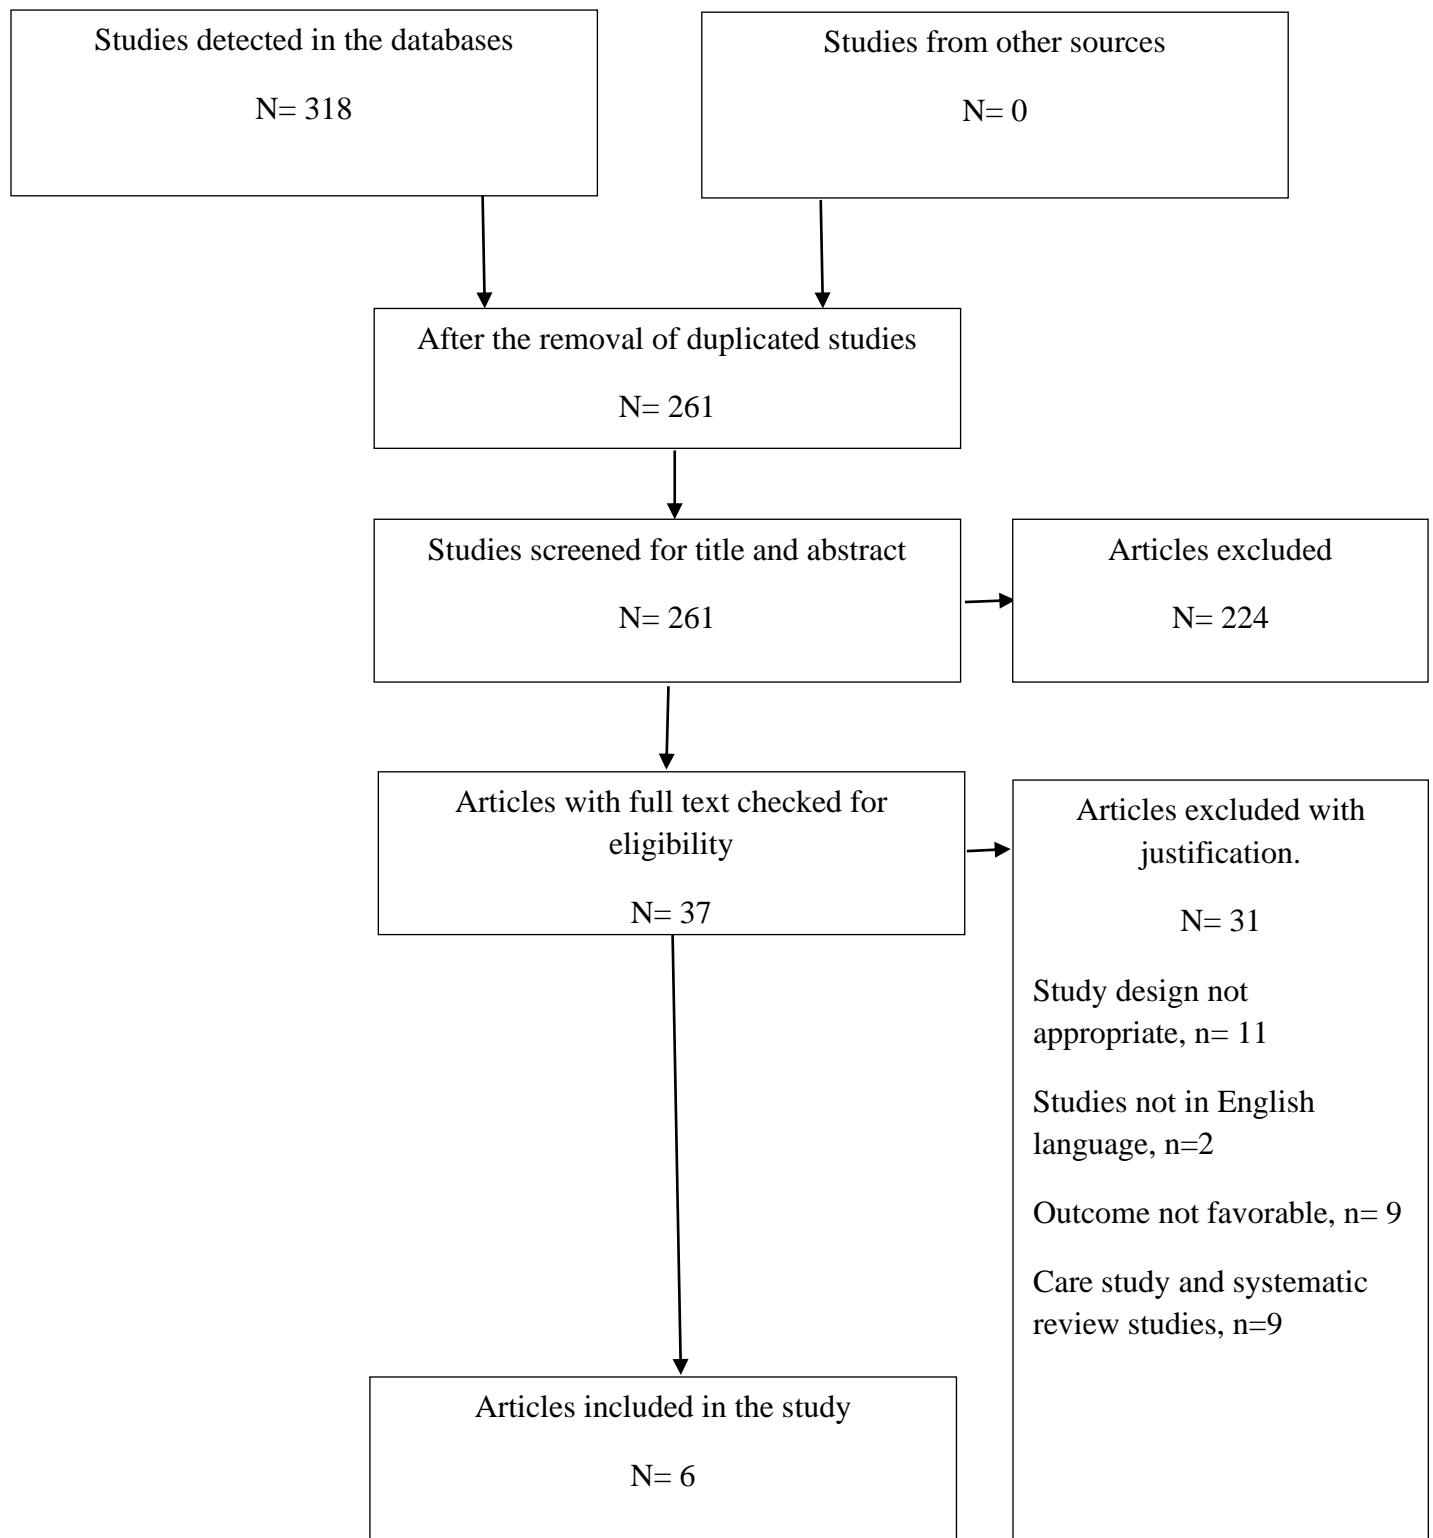 Studies detected in the databases
N= 318
Studies from other sources
N= 0
After the removal of duplicated studies
N= 261
Studies screened for title and abstract
N= 261
Articles excluded
N= 224
Articles with full text checked for
eligibility
N= 37
Articles excluded with
justification.
N= 31
Study design not
appropriate, n= 11
Studies not in English
language, n=2
Outcome not favorable, n= 9
Care study and systematic
review studies, n=9
Articles included in the study
N= 6